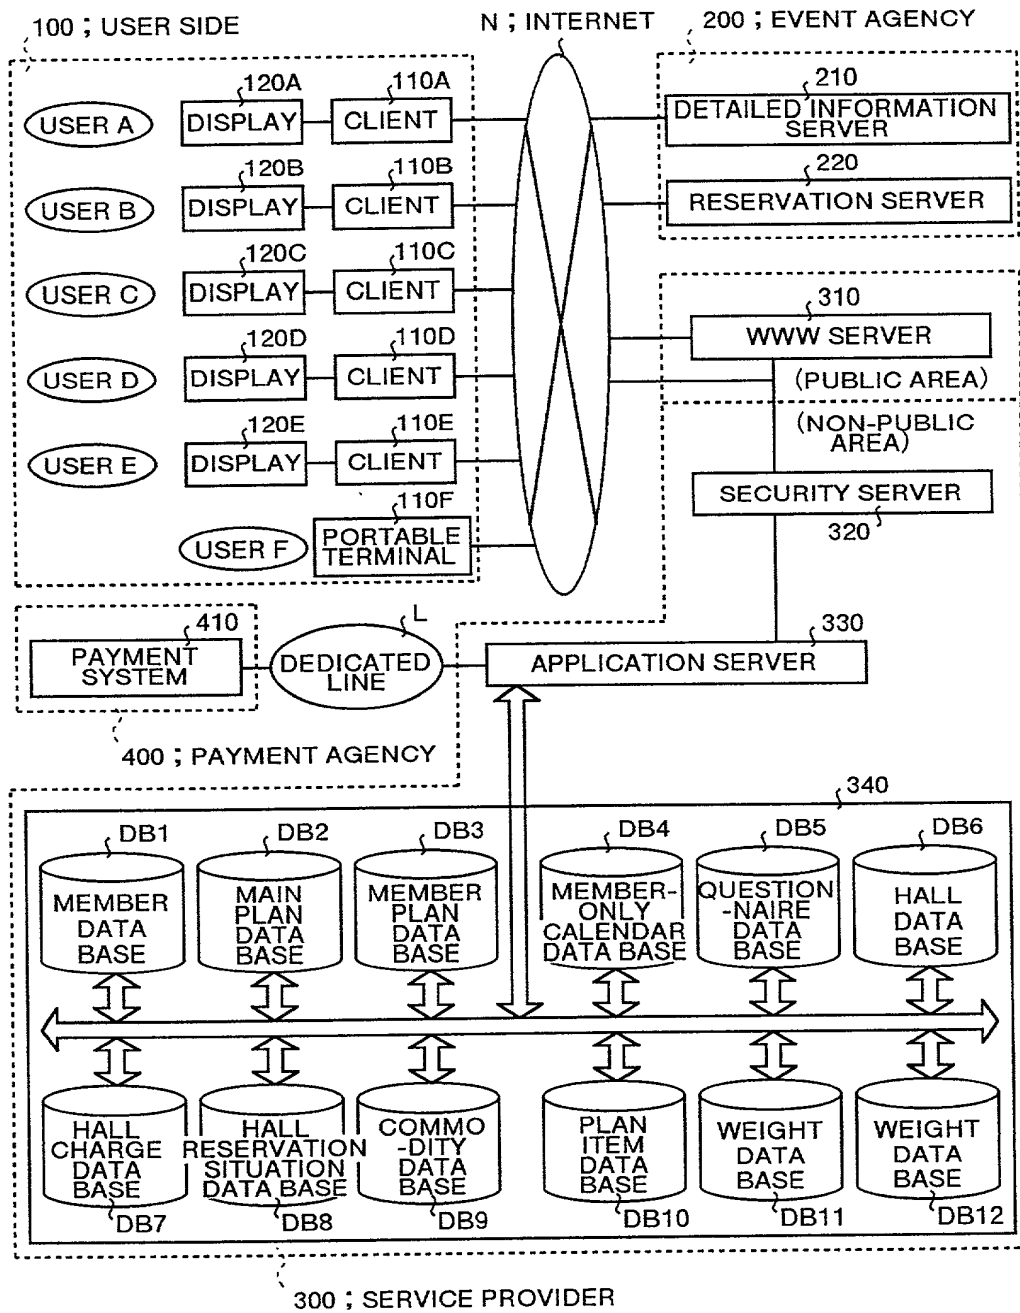 100 ; USER SIDE
N ; INTERNET
200 ; EVENT AGENCY
120A
110A
USER A
DISPLAY
CLIENT
210
DETAILED INFORMATION
SERVER
120B
110B
USER B
DISPLAY
CLIENT
220
RESERVATION SERVER
120C
110C
USER C
DISPLAY
CLIENT
310
WWW SERVER
(PUBLIC AREA)
120D
110D
USER D
DISPLAY
CLIENT
(NON-PUBLIC
AREA)
120E
110E
USER E
DISPLAY
CLIENT
SECURITY SERVER
320
110F
USER F
PORTABLE
TERMINAL
410
PAYMENT
SYSTEM
L
DEDICATED
LINE
330
APPLICATION SERVER
400 ; PAYMENT AGENCY
340
DB1
MEMBER
DATA
BASE
DB2
MAIN
PLAN
DATA
BASE
DB3
MEMBER
PLAN
DATA
BASE
DB4
MEMBER-
ONLY
CALENDAR
DATA BASE
DB5
QUESTION
-NAIRE
DATA
BASE
DB6
HALL
DATA
BASE
HALL
CHARGE
DATA
BASE
DB7
HALL
RESERVATION
SITUATION
DATA BASE
DB8
COMMO
-DITY
DATA
BASE
DB9
PLAN
ITEM
DATA
BASE
DB10
WEIGHT
DATA
BASE
DB11
WEIGHT
DATA
BASE
DB12
300 ; SERVICE PROVIDER